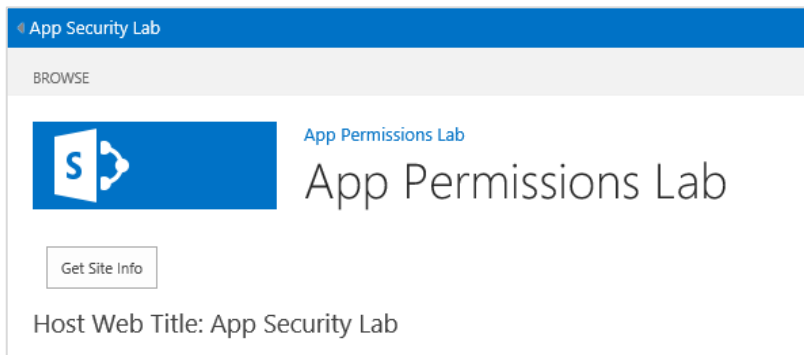 App Security Lab
BROWSE
S
App Permissions Lab
App Permissions Lab
Get Site Info
Host Web Title: App Security Lab